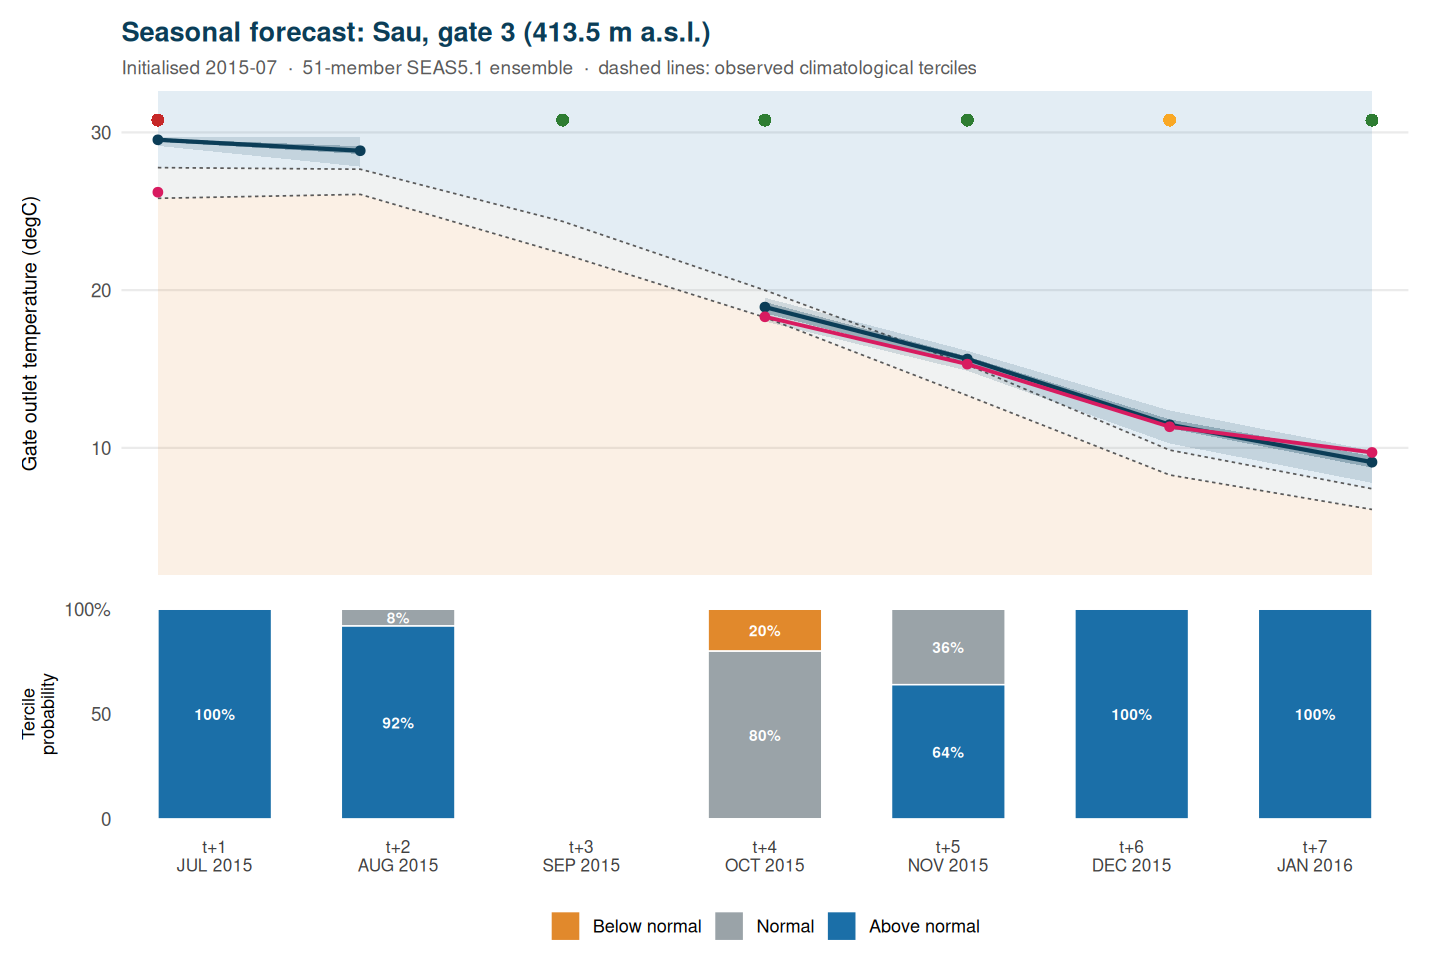 Seasonal forecast: Sau, gate 3 (413.5 m a.s.l.)
Initialised 2015-07 · 51-member SEAS5.1 ensemble · dashed lines: observed climatological terciles
Gate outlet temperature (degC)
30
20
10
Tercile
probability
100%
50
0
100%
8%
92%
20%
80%
36%
64%
100%
100%
t+1
JUL 2015
t+2
AUG 2015
t+3
SEP 2015
t+4
OCT 2015
t+5
NOV 2015
t+6
DEC 2015
t+7
JAN 2016
Below normal
Normal
Above normal